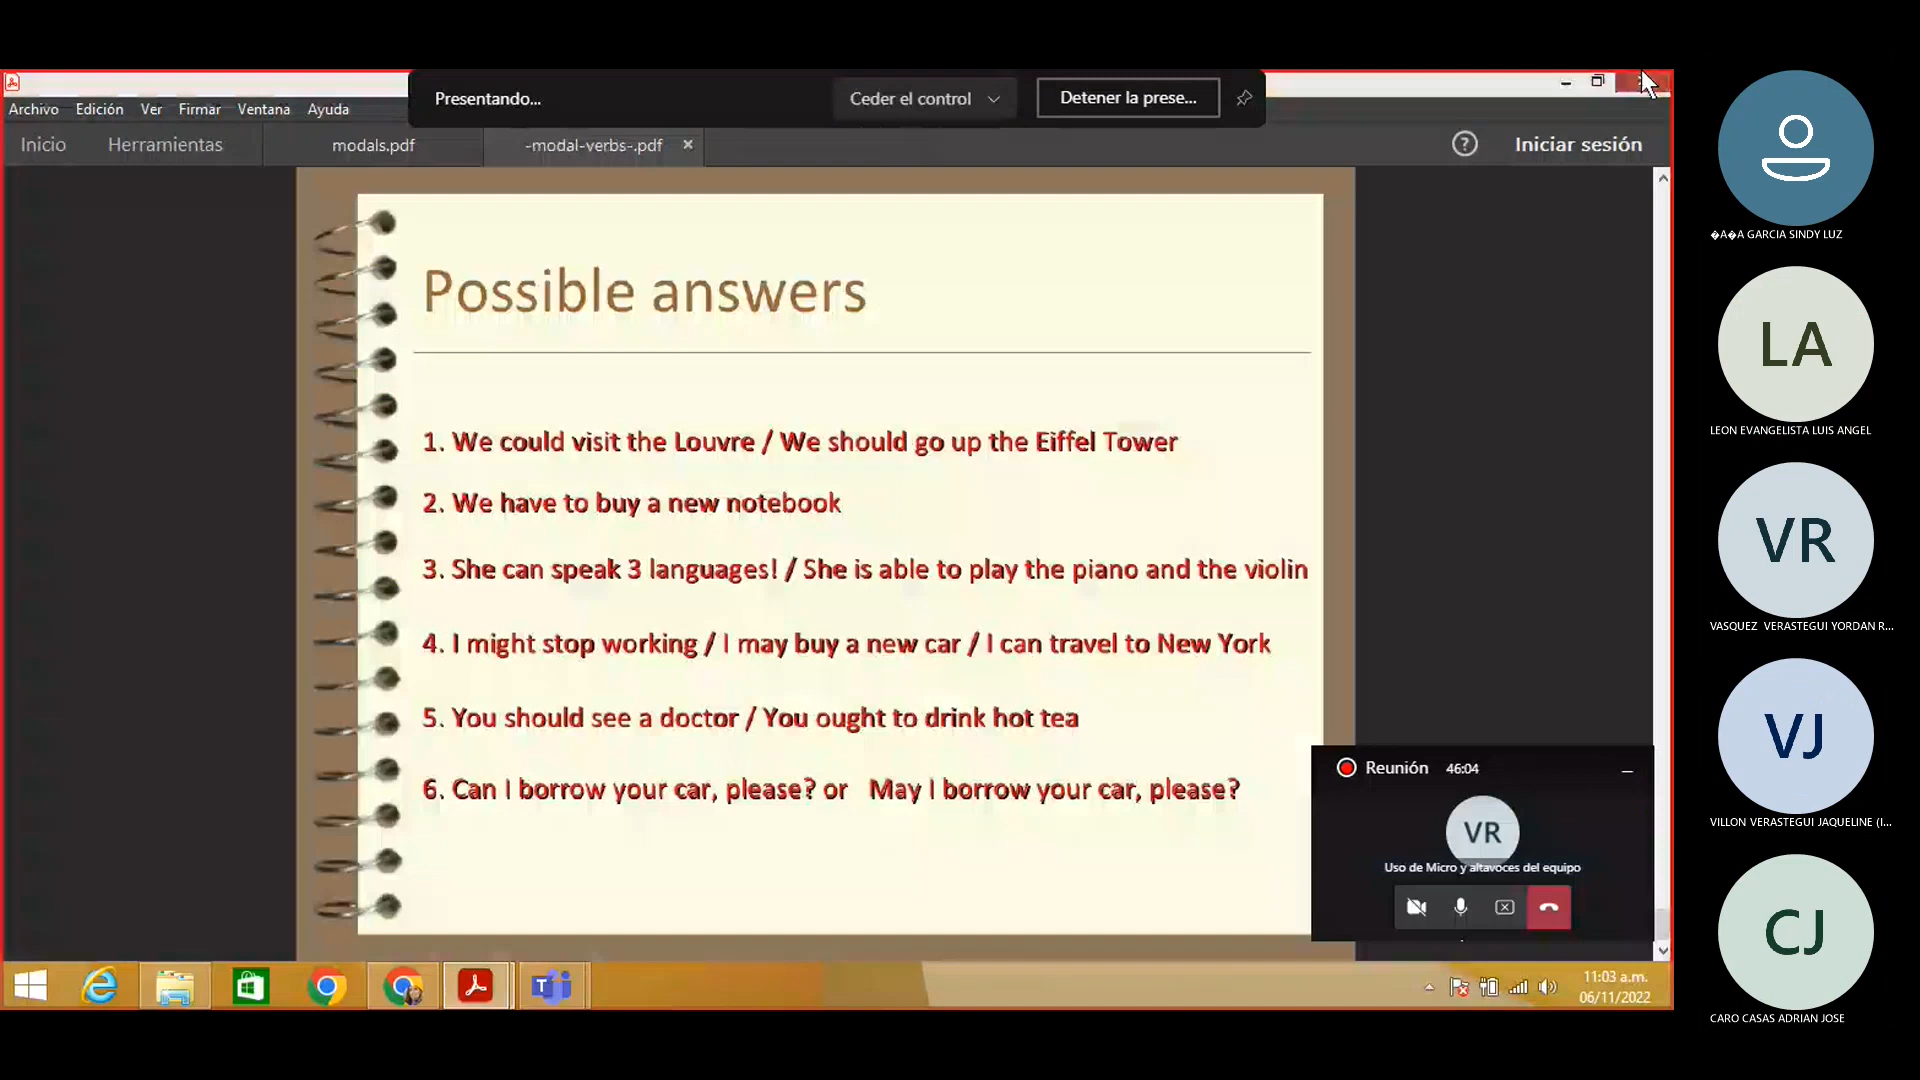 Presentando...
Ceder el control
Detener la prese...
Archivo Edición Ver Firmar Ventana Ayuda
Inicio Herramientas modals.pdf -modal-verbs-.pdf × ? Iniciar sesión
Possible answers
1. We could visit the Louvre / We should go up the Eiffel Tower
2. We have to buy a new notebook
3. She can speak 3 languages! / She is able to play the piano and the violin
4. I might stop working / I may buy a new car / I can travel to New York
5. You should see a doctor / You ought to drink hot tea
6. Can I borrow your car, please? or May I borrow your car, please?
Reunión 46:04
VR
Uso de Micro y altavoces del equipo
11:03 a.m.
06/11/2022
�A�A GARCIA SINDY LUZ
LA
LEON EVANGELISTA LUIS ANGEL
VR
VASQUEZ VERASTEGUI YORDAN R...
VJ
VILLON VERASTEGUI JAQUELINE (I...
CJ
CARO CASAS ADRIAN JOSE